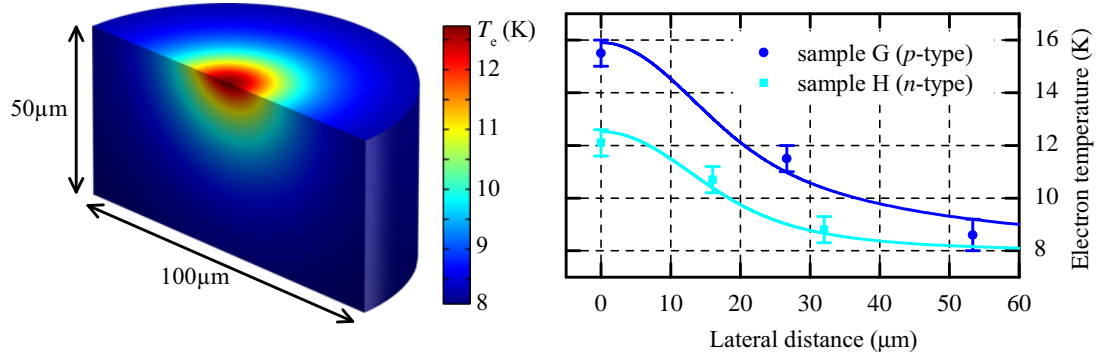 T_e (K)
12
11
10
9
8
50µm
100µm
sample G (p-type)
sample H (n-type)
16
14
12
10
8
Electron temperature (K)
0
10
20
30
40
50
60
Lateral distance (µm)